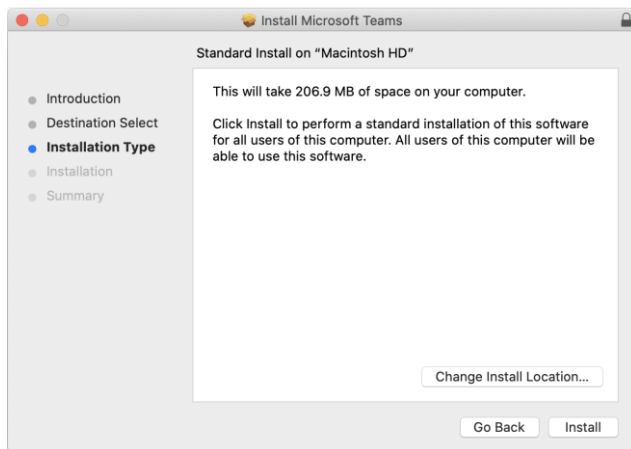 Install Microsoft Teams
Standard Install on “Macintosh HD”
Introduction
Destination Select
Installation Type
Installation
Summary
This will take 206.9 MB of space on your computer.
Click Install to perform a standard installation of this software
for all users of this computer. All users of this computer will be
able to use this software.
Change Install Location...
Go Back
Install